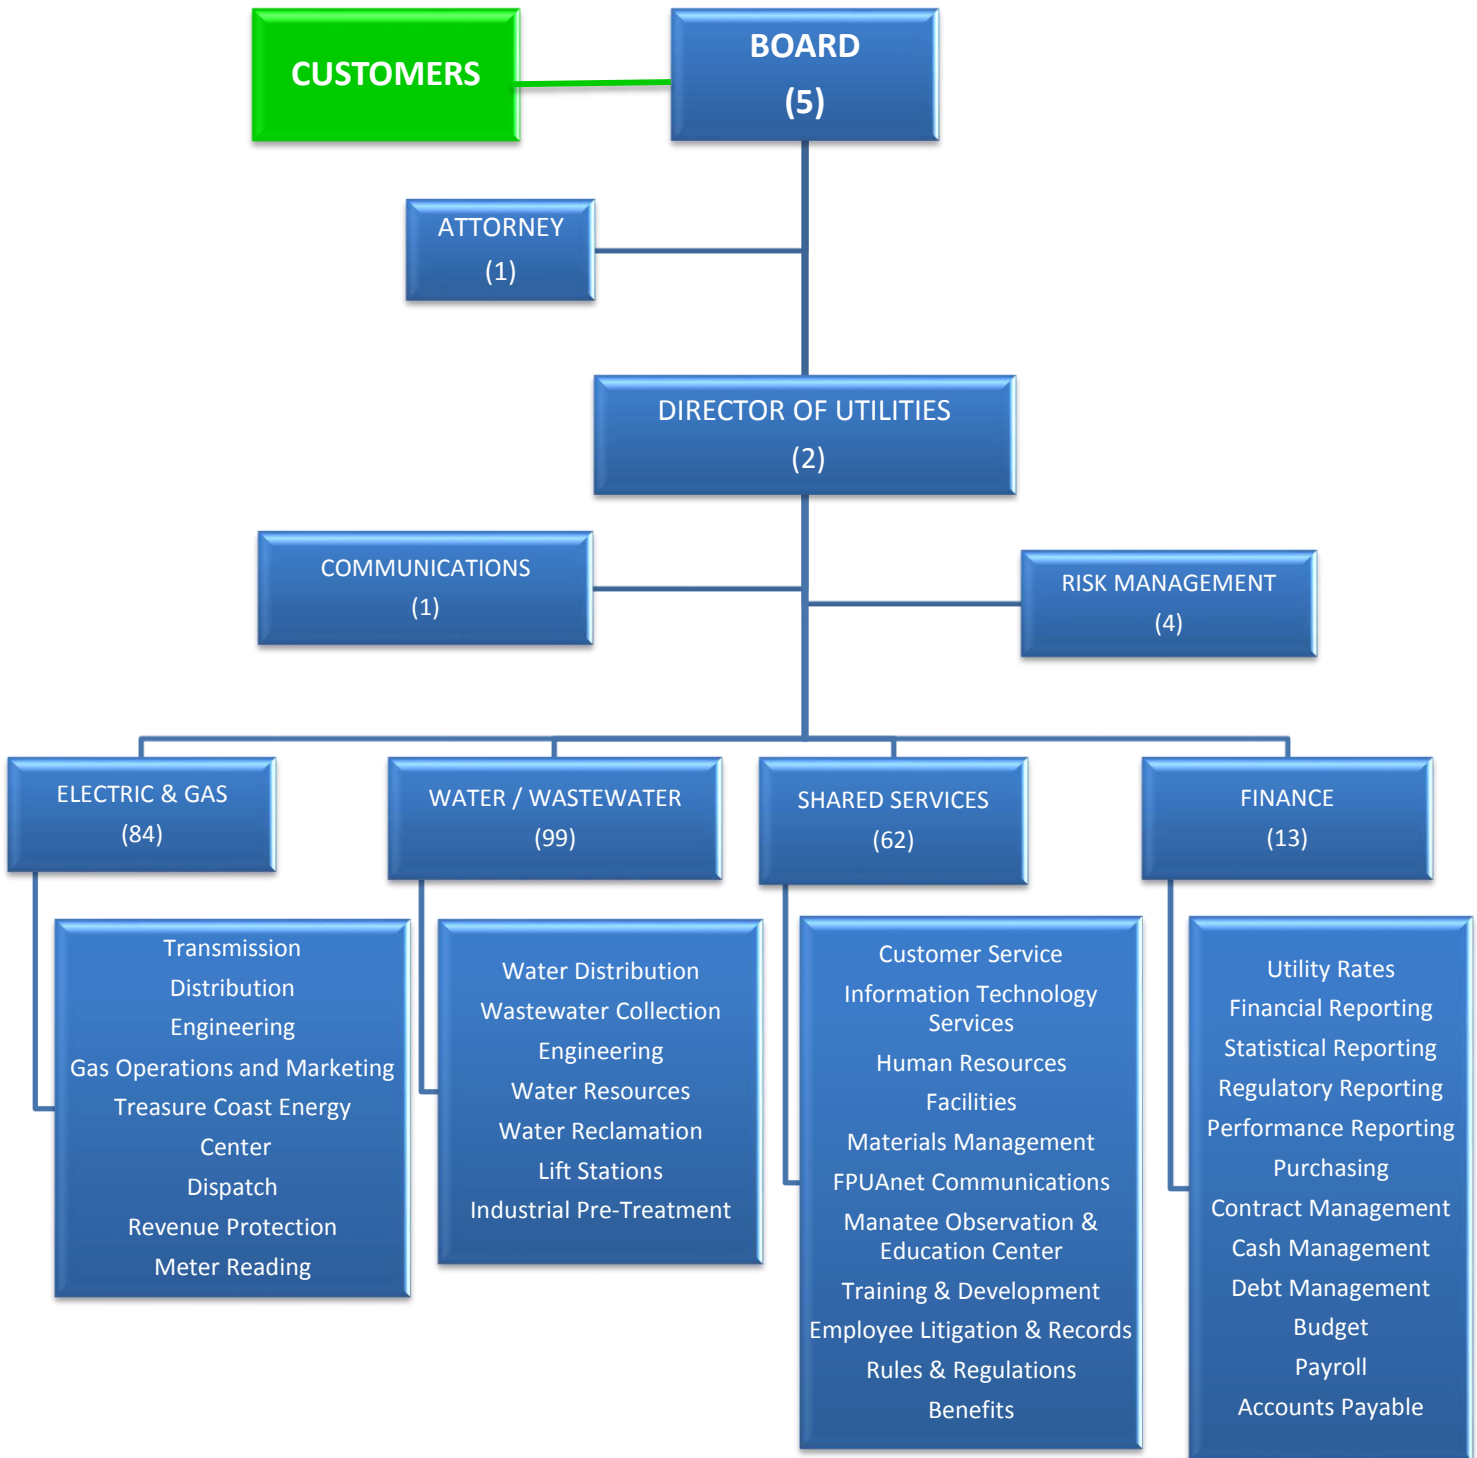 CUSTOMERS
BOARD
(5)
ATTORNEY
(1)
DIRECTOR OF UTILITIES
(2)
COMMUNICATIONS
(1)
RISK MANAGEMENT
(4)
ELECTRIC & GAS
(84)
WATER / WASTEWATER
(99)
SHARED SERVICES
(62)
FINANCE
(13)
Transmission
Distribution
Engineering
Gas Operations and Marketing
Treasure Coast Energy
Center
Dispatch
Revenue Protection
Meter Reading
Water Distribution
Wastewater Collection
Engineering
Water Resources
Water Reclamation
Lift Stations
Industrial Pre-Treatment
Customer Service
Information Technology
Services
Human Resources
Facilities
Materials Management
FPUAnet Communications
Manatee Observation &
Education Center
Training & Development
Employee Litigation & Records
Rules & Regulations
Benefits
Utility Rates
Financial Reporting
Statistical Reporting
Regulatory Reporting
Performance Reporting
Purchasing
Contract Management
Cash Management
Debt Management
Budget
Payroll
Accounts Payable